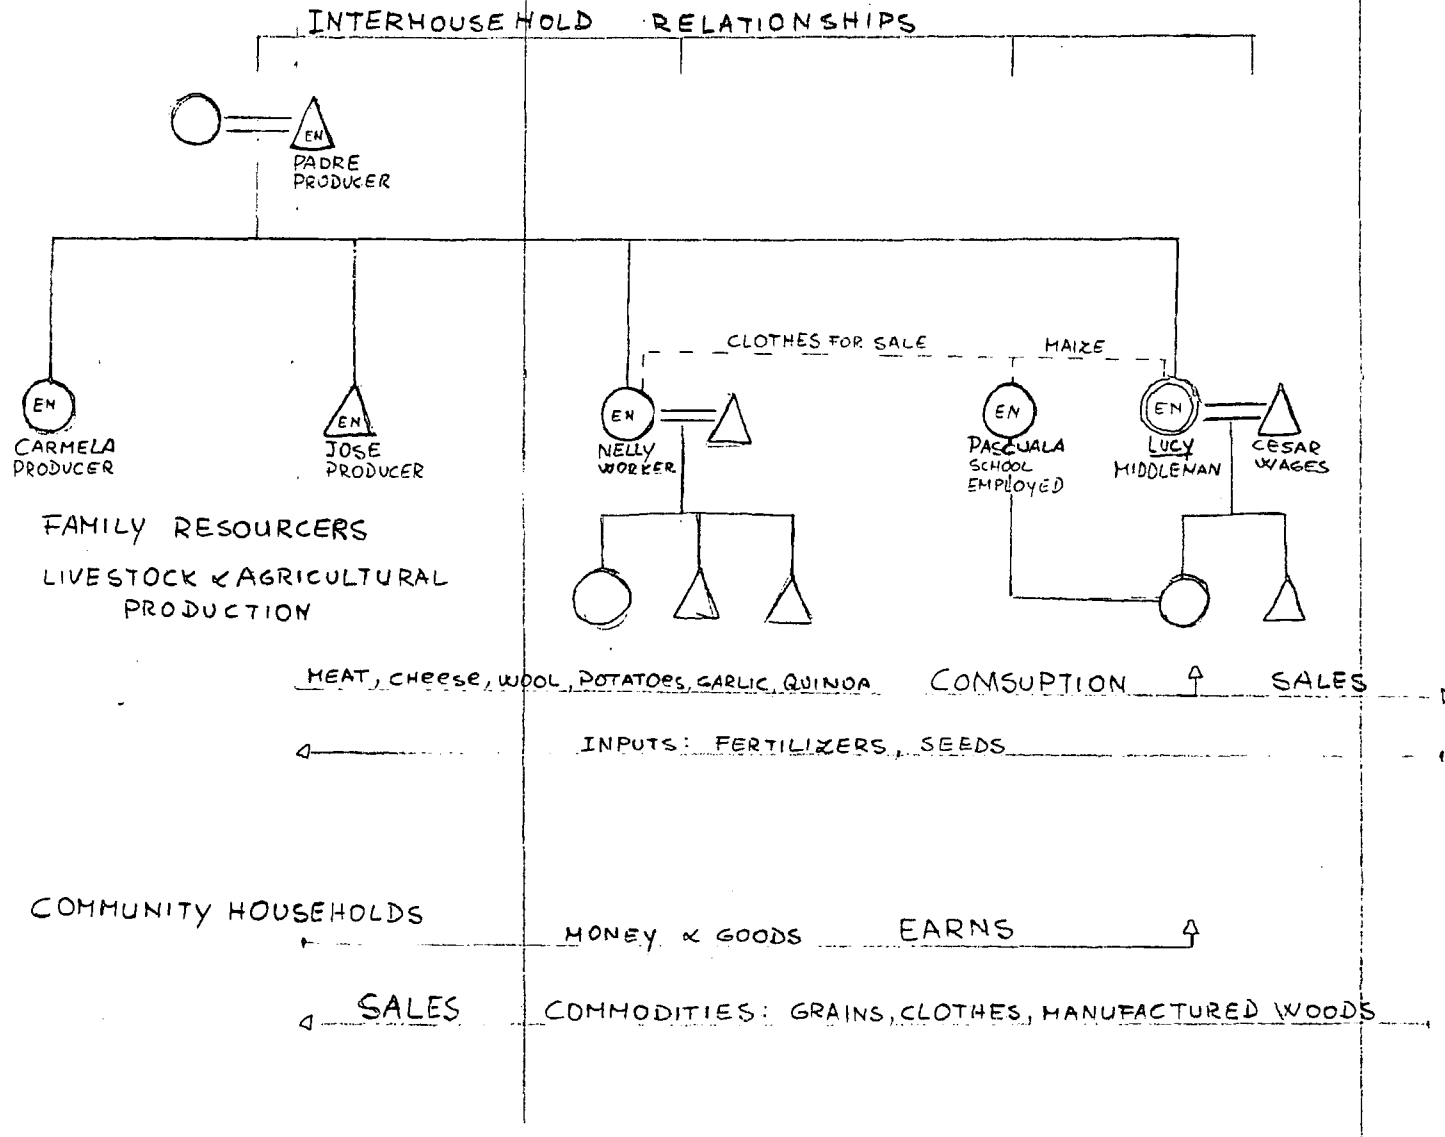 INTERHOUSEHOLD RELATIONSHIPS
EN
PADRE
PRODUCER
CLOTHES FOR SALE
MAIZE
EN
CARMELA
PRODUCER
EN
JOSE
PRODUCER
EN
NELLY
WORKER
EN
PASCUALA
SCHOOL
EMPLOYED
EN
LUCY
MIDDLEMAN
CESAR
WAGES
FAMILY RESOURCERS
LIVESTOCK & AGRICULTURAL
PRODUCTION
MEAT, CHEESE, WOOL, POTATOES, GARLIC, QUINOA COMSUPTION SALES
INPUTS: FERTILIZERS, SEEDS
COMMUNITY HOUSEHOLDS
MONEY & GOODS EARNS
SALES COMMODITIES: GRAINS, CLOTHES, MANUFACTURED WOODS